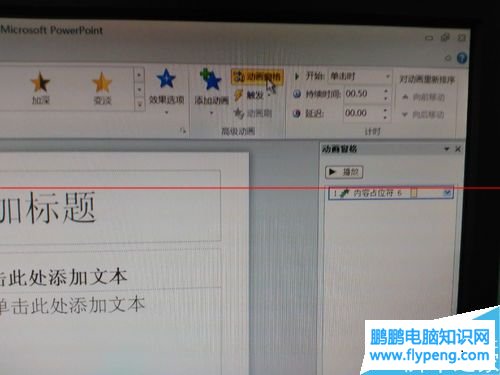 Microsoft PowerPoint
加深
变淡
效果选项
添加动画
动画窗格
触发
动画刷
高级动画
开始: 单击时
持续时间: 00.50
延迟: 00.00
计时
对动画重新排序
向前移动
向后移动
动画窗格
播放
1
内容占位符 6
加标题
击此处添加文本
单击此处添加文本
鹏鹏电脑知识网
www.flypeng.com